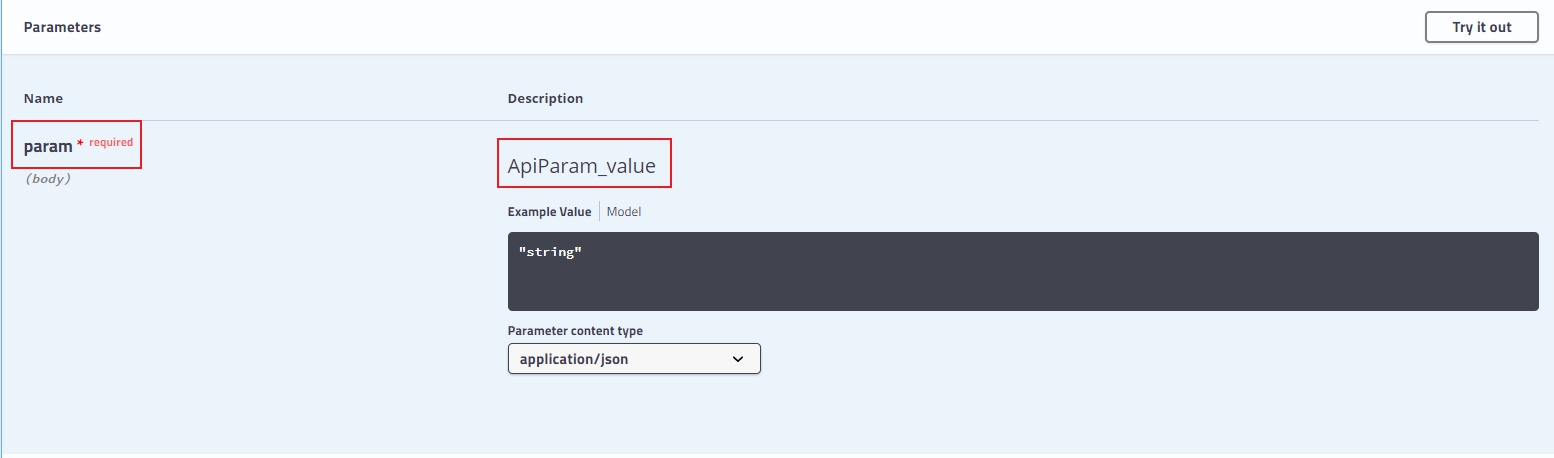 Parameters
Try it out
Name
Description
param * required
(body)
ApiParam_value
Example Value Model
"string"
Parameter content type
application/json